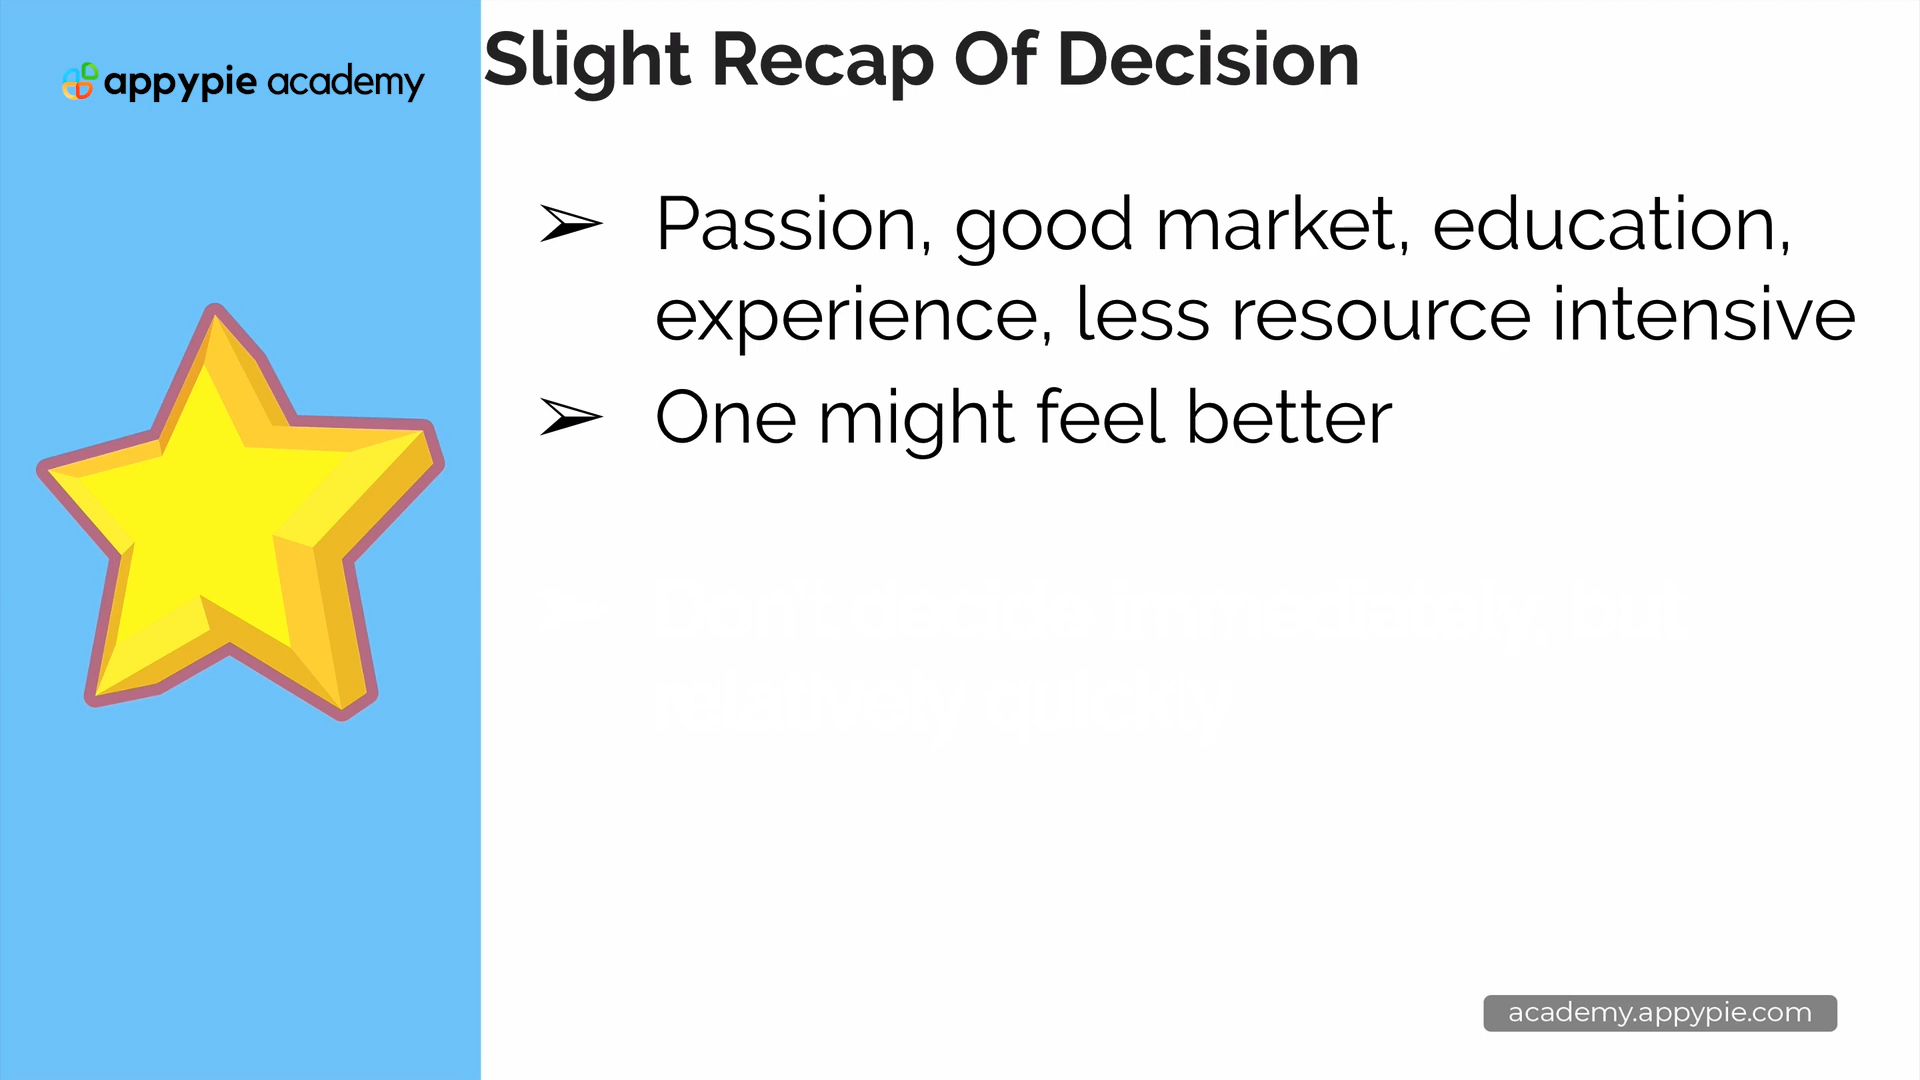 appypie academy
Slight Recap Of Decision
➢ Passion, good market, education,
experience, less resource intensive
➢ One might feel better
academy.appypie.com